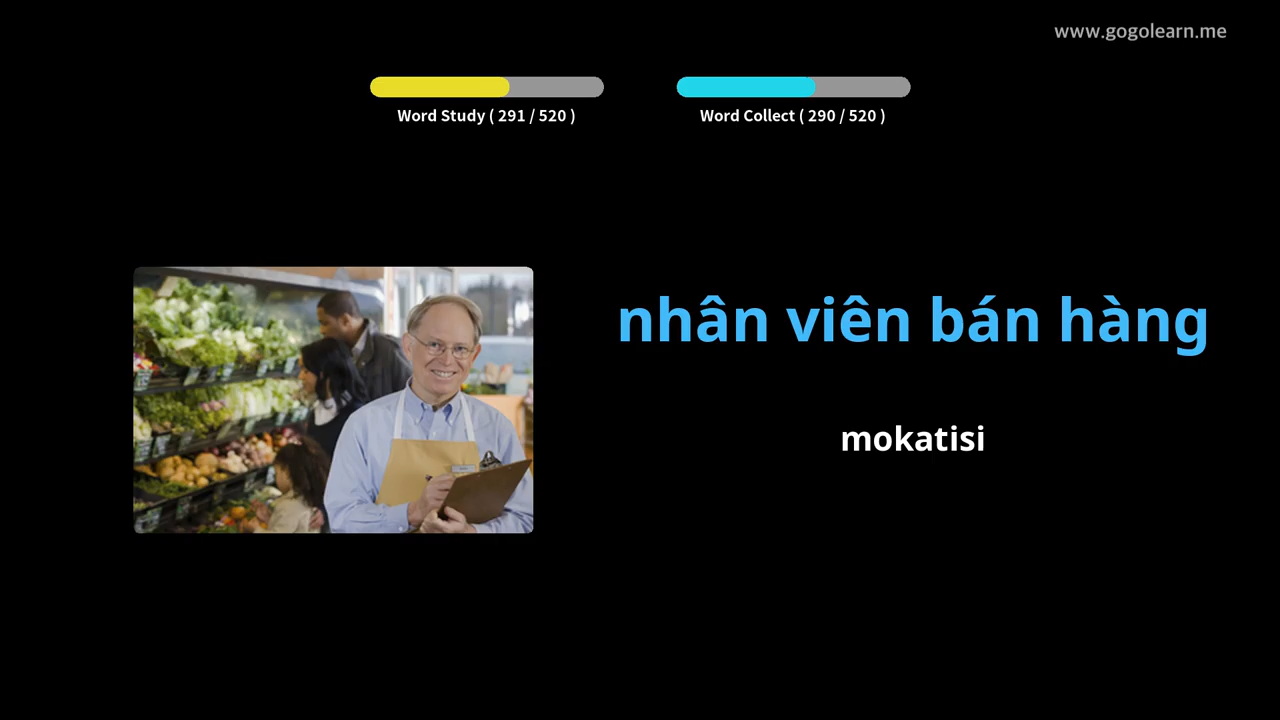 www.gogolearn.me
Word Study ( 291 / 520 )
Word Collect ( 290 / 520 )
nhân viên bán hàng
mokatisi